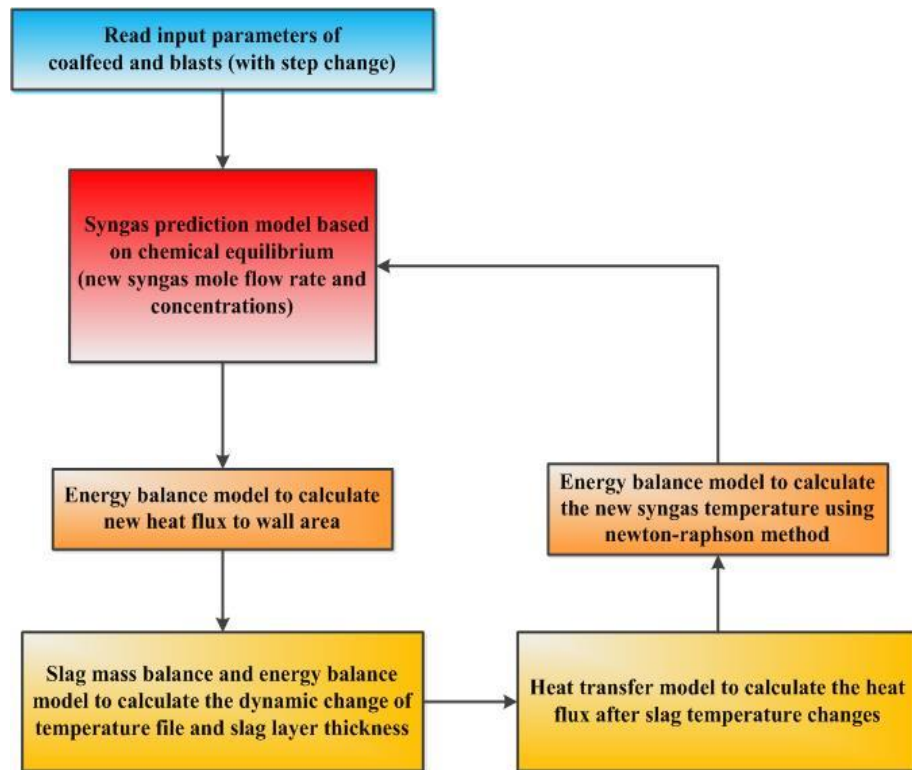 Read input parameters of
coalfeed and blasts (with step change)
Syngas prediction model based
on chemical equilibrium
(new syngas mole flow rate and
concentrations)
Energy balance model to calculate
new heat flux to wall area
Energy balance model to calculate
the new syngas temperature using
newton-raphson method
Slag mass balance and energy balance
model to calculate the dynamic change of
temperature file and slag layer thickness
Heat transfer model to calculate the heat
flux after slag temperature changes